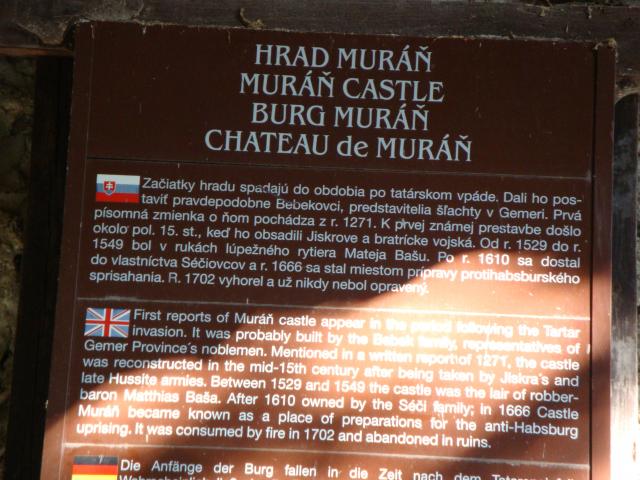 HRAD MURÁŇ
MURÁŇ CASTLE
BURG MURÁŇ
CHATEAU de MURÁŇ
Začiatky hradu spadajú do obdobia po tatárskom vpáde. Dali ho pos-
taviť pravdepodobne Bebekovci, predstavitelia šľachty v Gemeri. Prvá
písomná zmienka o ňom pochádza z r. 1271. K prvej známej prestavbe došlo
okolo pol. 15. st., keď ho obsadili Jiskrove a bratrícke vojská. Od r. 1529 do r.
1549 bol v rukách lúpežného rytiera Mateja Bašu. Po r. 1610 sa dostal
do vlastníctva Séčiovcov a r. 1666 sa stal miestom prípravy protihabsburského
sprisahania. R. 1702 vyhorel a už nikdy nebol opravený.
First reports of Muráň castle appear in the period following the Tartar
invasion. It was probably built by the Bebek family, representatives of
Gemer Province´s noblemen. Mentioned in a written report of 1271, the castle
was reconstructed in the mid-15th century after being taken by Jiskra´s and
late Hussite armies. Between 1529 and 1549 the castle was the lair of robber-
baron Matthias Baša. After 1610 owned by the Séči family; in 1666 Castle
Muráň became known as a place of preparations for the anti-Habsburg
uprising. It was consumed by fire in 1702 and abandoned in ruins.
Die Anfänge der Burg fallen in die Zeit nach dem